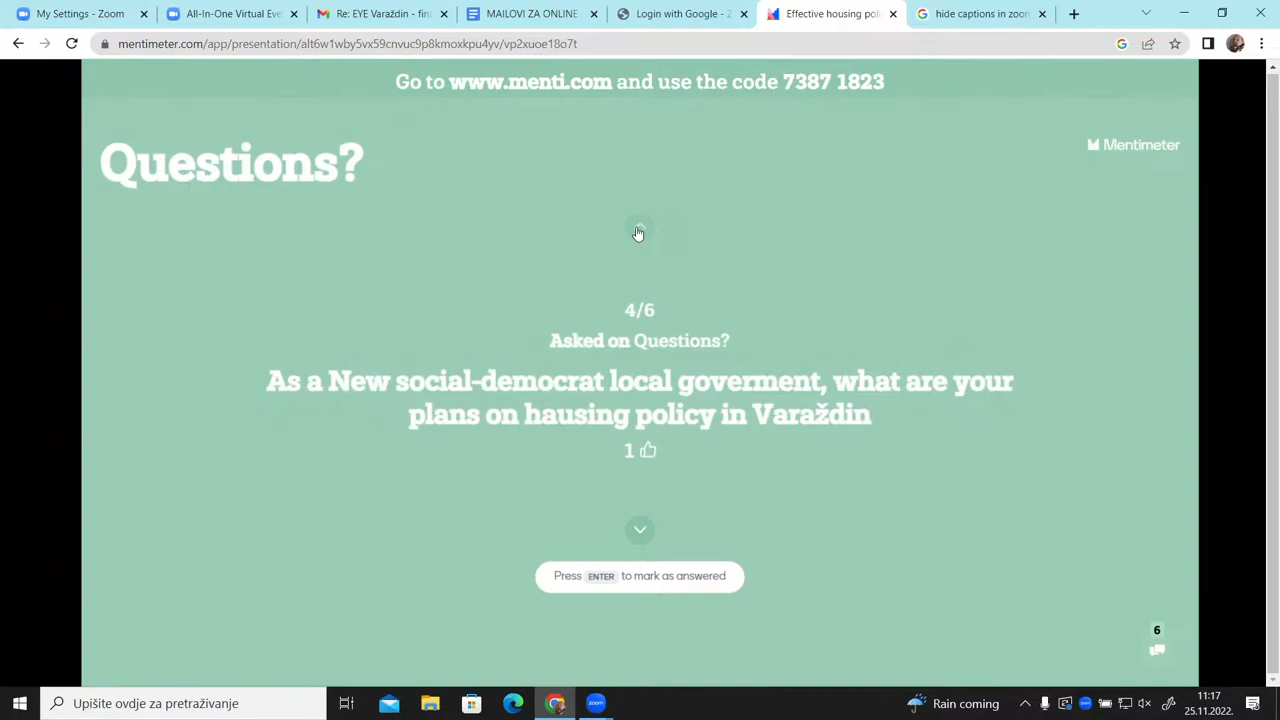 My Settings - Zoom
All-In-One Virtual Eve
Re: EYE Varaždin - fina
MAILOVI ZA ONLINE
Login with Google - Z
Effective housing poli
hide captions in zoom
mentimeter.com/app/presentation/alt6w1wby5vx59cnvuc9p8kmoxkpu4yv/vp2xuoe18o7t
Go to www.menti.com and use the code 7387 1823
Questions?
Mentimeter
4/6
Asked on Questions?
As a New social-democrat local goverment, what are your
plans on hausing policy in Varaždin
1
Press ENTER to mark as answered
6
Upišite ovdje za pretraživanje
zoom
Rain coming
11:17
25.11.2022.